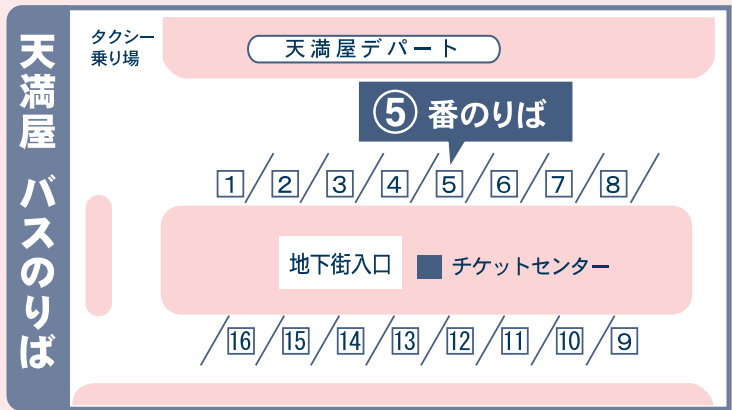 天満屋 バスのりば
タクシー
乗り場
天満屋デパート
⑤番のりば
1 2 3 4 5 6 7 8
地下街入口
チケットセンター
16 15 14 13 12 11 10 9